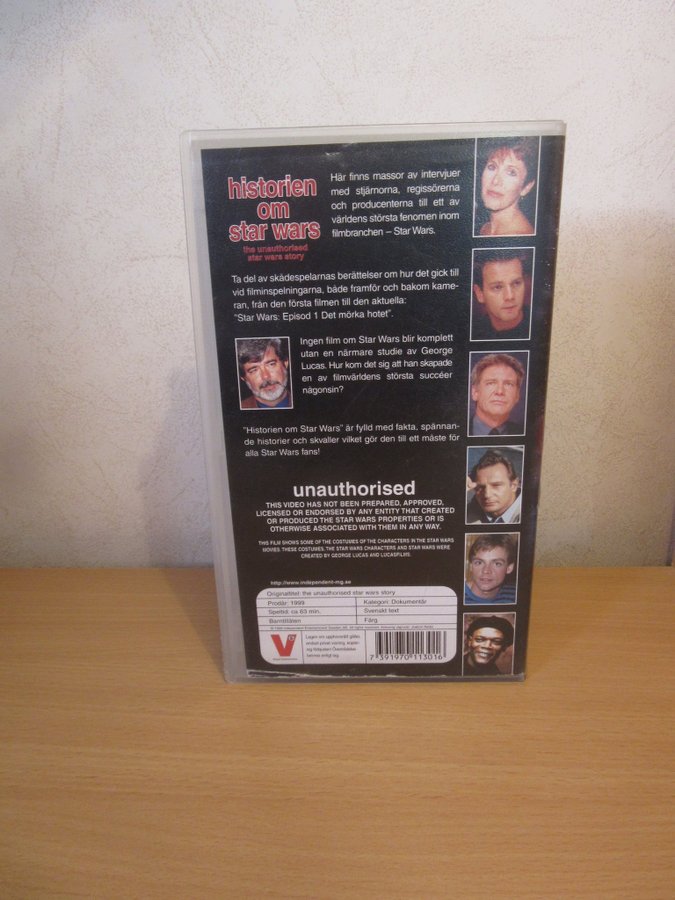 historien
om
star wars
the unauthorised
star wars story
Här finns massor av intervjuer
med stjärnorna, regissörerna
och producenterna till ett av
världens största fenomen inom
filmbranchen – Star Wars.
Ta del av skådespelarnas berättelser om hur det gick till
vid filminspelningarna, både framför och bakom kame-
ran, från den första filmen till den aktuella:
"Star Wars: Episod 1 Det mörka hotet".
Ingen film om Star Wars blir komplett
utan en närmare studie av George
Lucas. Hur kom det sig att han skapade
en av filmvärldens största succéer
någonsin?
"Historien om Star Wars" är fylld med fakta, spännan-
de historier och skvaller vilket gör den till ett måste för
alla Star Wars fans!
unauthorised
THIS VIDEO HAS NOT BEEN PREPARED, APPROVED,
LICENSED OR ENDORSED BY ANY ENTITY THAT CREATED
OR PRODUCED THE STAR WARS PROPERTIES OR IS
OTHERWISE ASSOCIATED WITH THEM IN ANY WAY.
THIS FILM SHOWS SOME OF THE COSTUMES OF THE CHARACTERS IN THE STAR WARS
MOVIES. THESE COSTUMES, THE STAR WARS CHARACTERS AND STAR WARS WERE
CREATED BY GEORGE LUCAS AND LUCASFILMS.
http://www.independent-mg.se
Originaltitel: the unauthorised star wars story
Prodår: 1999 Kategori: Dokumentär
Speltid: ca 63 min. Svenskt text
Barntillåten Färg
V
7 391970 113016